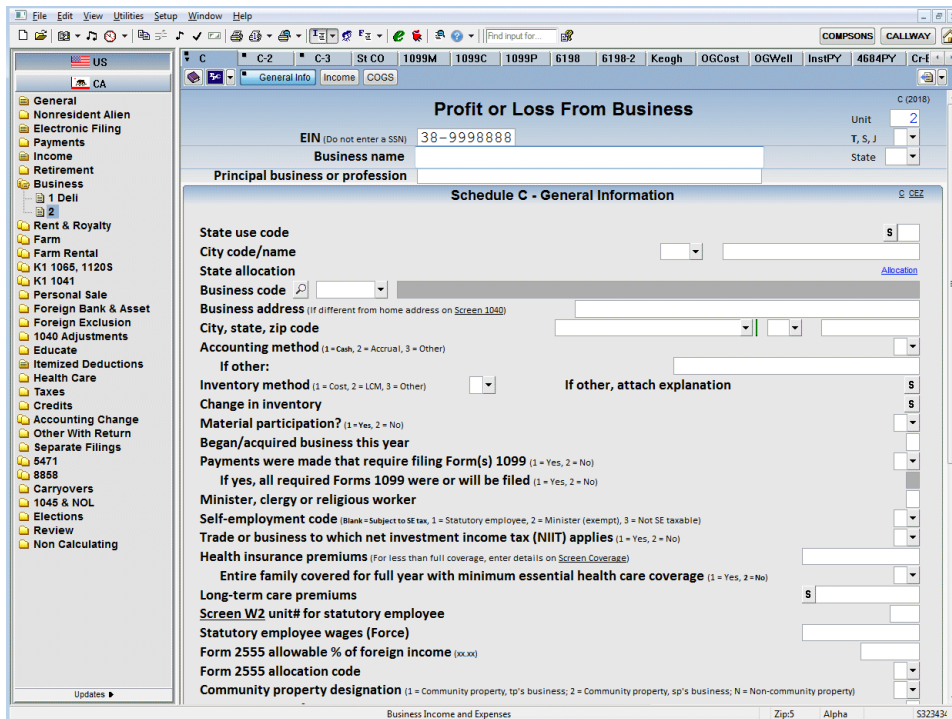 File Edit View Utilities Setup Window Help
Find input for...
COMPSONS CALLWAY
US
CA
General
Nonresident Alien
Electronic Filing
Payments
Income
Retirement
Business
1 Deli
2
Rent & Royalty
Farm
Farm Rental
K1 1065, 1120S
K1 1041
Personal Sale
Foreign Bank & Asset
Foreign Exclusion
1040 Adjustments
Educate
Itemized Deductions
Health Care
Taxes
Credits
Accounting Change
Other With Return
Separate Filings
5471
8858
Carryovers
1045 & NOL
Elections
Review
Non Calculating
Updates
C C-2 C-3 St CO 1099M 1099C 1099P 6198 6198-2 Keogh OGCost OGWell InstPY 4684PY
General Info Income COGS
C (2018)
Profit or Loss From Business
Unit 2
EIN (Do not enter a SSN) 38-9998888 T, S, J
Business name State
Principal business or profession
Schedule C - General Information C CEZ
State use code S
City code/name
State allocation Allocation
Business code
Business address (If different from home address on Screen 1040)
City, state, zip code
Accounting method (1 = Cash, 2 = Accrual, 3 = Other)
If other:
Inventory method (1 = Cost, 2 = LCM, 3 = Other) If other, attach explanation S
Change in inventory S
Material participation? (1 = Yes, 2 = No)
Began/acquired business this year
Payments were made that require filing Form(s) 1099 (1 = Yes, 2 = No)
If yes, all required Forms 1099 were or will be filed (1 = Yes, 2 = No)
Minister, clergy or religious worker
Self-employment code (Blank = Subject to SE tax, 1 = Statutory employee, 2 = Minister (exempt), 3 = Not SE taxable)
Trade or business to which net investment income tax (NIIT) applies (1 = Yes, 2 = No)
Health insurance premiums (For less than full coverage, enter details on Screen Coverage)
Entire family covered for full year with minimum essential health care coverage (1 = Yes, 2 = No)
Long-term care premiums S
Screen W2 unit# for statutory employee
Statutory employee wages (Force)
Form 2555 allowable % of foreign income (xx.xx)
Form 2555 allocation code
Community property designation (1 = Community property, tp's business; 2 = Community property, sp's business; N = Non-community property)
Business Income and Expenses Zip:5 Alpha